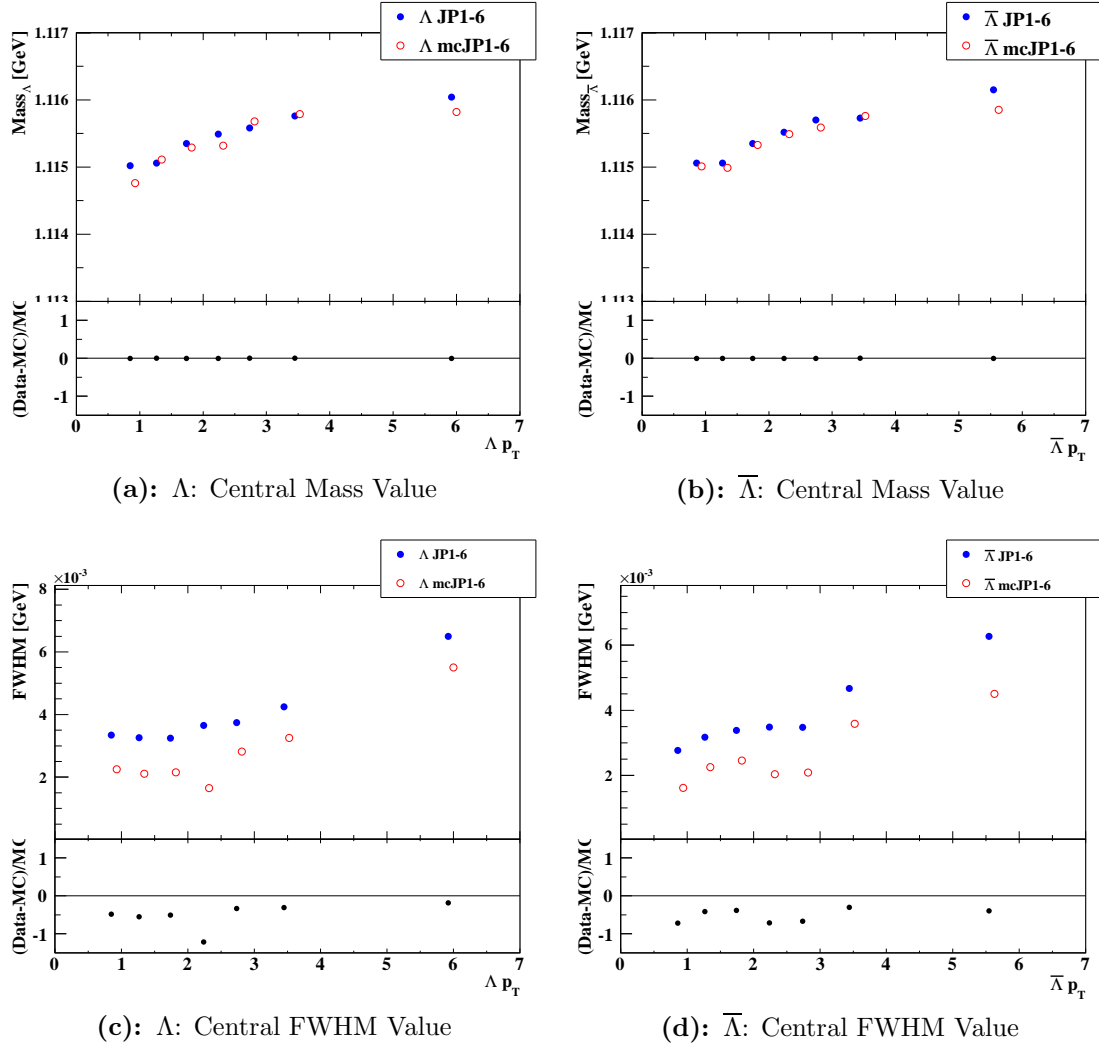 Λ JP1-6
Λ mcJP1-6
1.117
1.116
1.115
1.114
1.113
Mass_Λ [GeV]
(Data-MC)/MC
1
0
-1
0 1 2 3 4 5 6 7
Λ p_T
(a): Λ: Central Mass Value
Λ̅ JP1-6
Λ̅ mcJP1-6
1.117
1.116
1.115
1.114
1.113
Mass_Λ̅ [GeV]
(Data-MC)/MC
1
0
-1
0 1 2 3 4 5 6 7
Λ̅ p_T
(b): Λ̅: Central Mass Value
Λ JP1-6
Λ mcJP1-6
×10⁻³
8
6
4
2
FWHM [GeV]
(Data-MC)/MC
1
0
-1
0 1 2 3 4 5 6 7
Λ p_T
(c): Λ: Central FWHM Value
Λ̅ JP1-6
Λ̅ mcJP1-6
×10⁻³
6
4
2
FWHM [GeV]
(Data-MC)/MC
1
0
-1
0 1 2 3 4 5 6 7
Λ̅ p_T
(d): Λ̅: Central FWHM Value